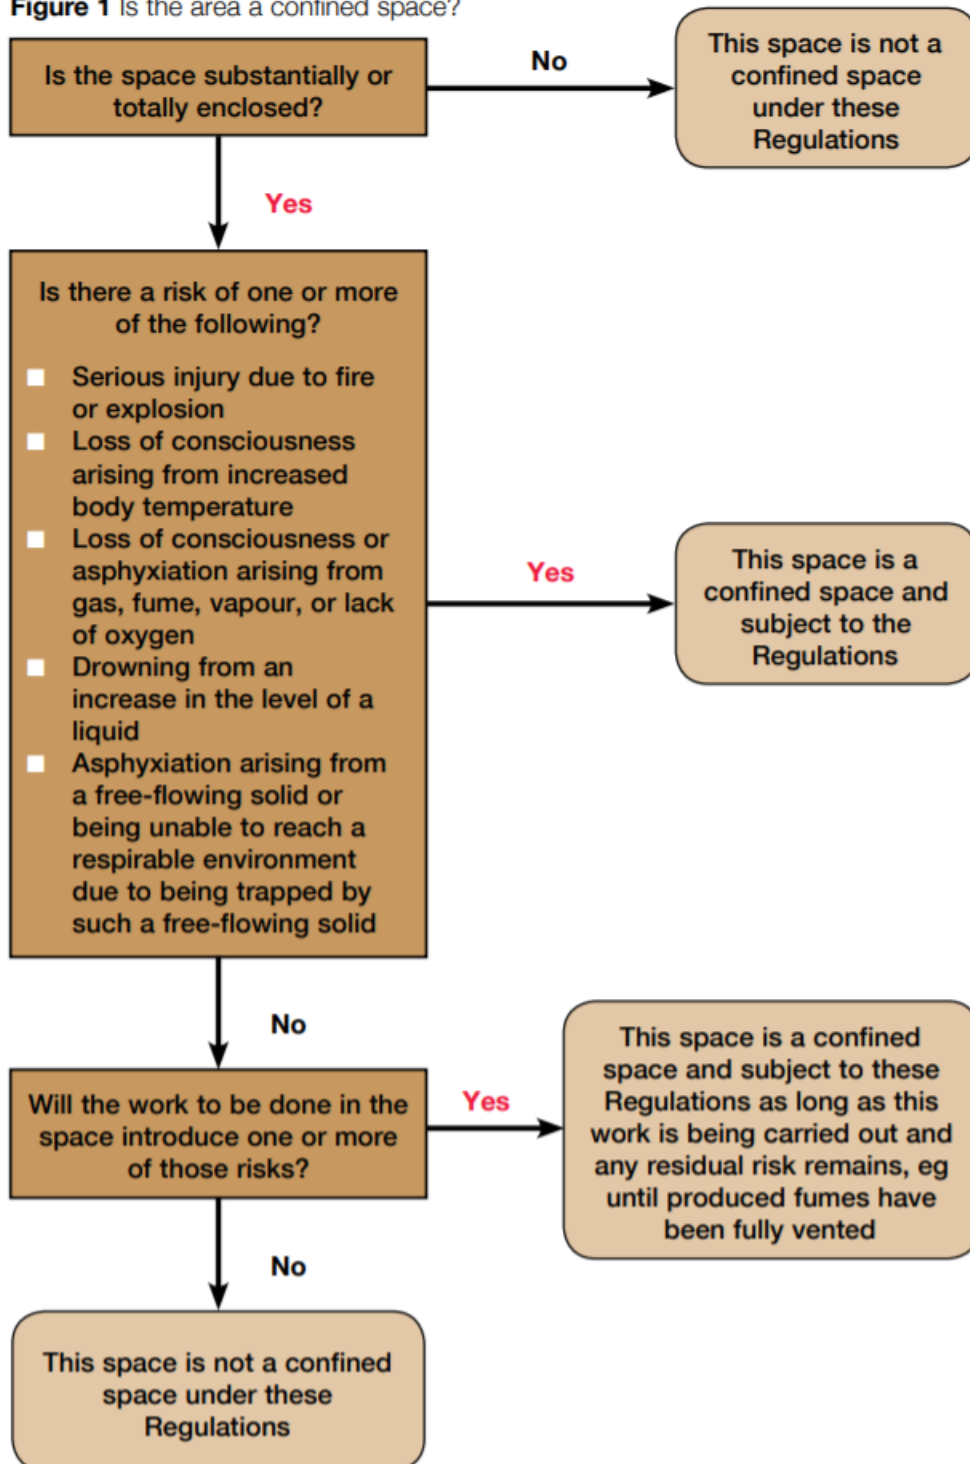 Figure 1 Is the area a confined space?
Is the space substantially or
totally enclosed?
No
This space is not a
confined space
under these
Regulations
Yes
Is there a risk of one or more
of the following?
Serious injury due to fire
or explosion
Loss of consciousness
arising from increased
body temperature
Loss of consciousness or
asphyxiation arising from
gas, fume, vapour, or lack
of oxygen
Drowning from an
increase in the level of a
liquid
Asphyxiation arising from
a free-flowing solid or
being unable to reach a
respirable environment
due to being trapped by
such a free-flowing solid
Yes
This space is a
confined space and
subject to the
Regulations
No
Will the work to be done in the
space introduce one or more
of those risks?
Yes
This space is a confined
space and subject to these
Regulations as long as this
work is being carried out and
any residual risk remains, eg
until produced fumes have
been fully vented
No
This space is not a confined
space under these
Regulations